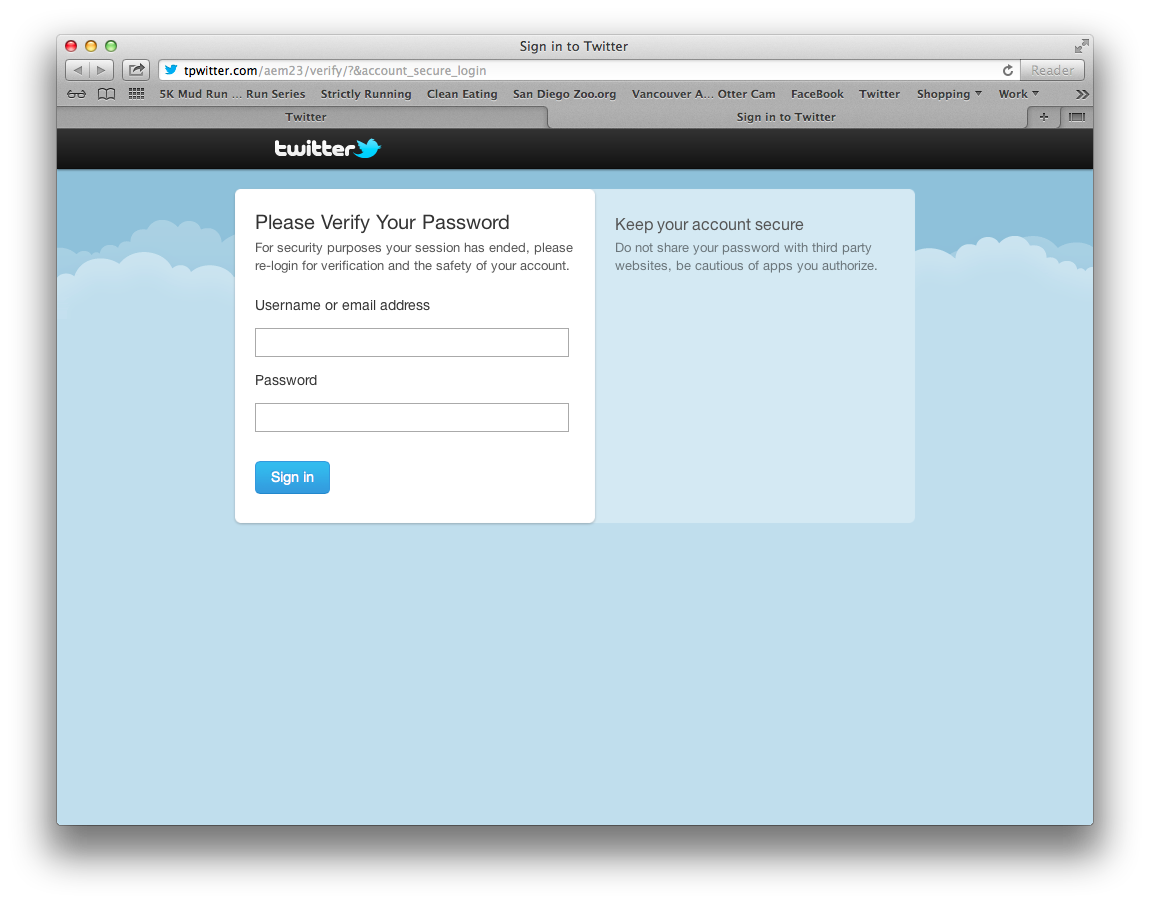 Sign in to Twitter
tpwitter.com/aem23/verify/?&account_secure_login
Reader
5K Mud Run ... Run Series Strictly Running Clean Eating San Diego Zoo.org Vancouver A... Otter Cam FaceBook Twitter Shopping Work
Twitter
Sign in to Twitter
twitter
Please Verify Your Password
For security purposes your session has ended, please
re-login for verification and the safety of your account.
Username or email address
Password
Sign in
Keep your account secure
Do not share your password with third party
websites, be cautious of apps you authorize.